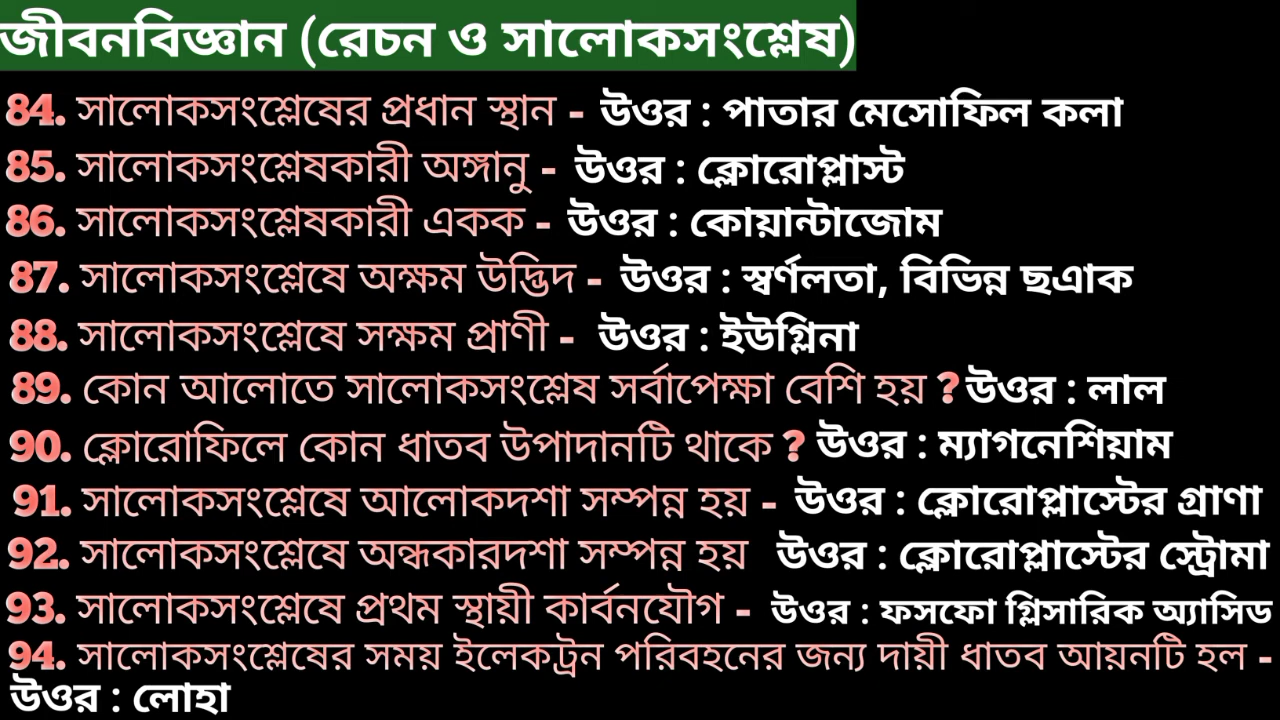 জীবনবিজ্ঞান (রেচন ও সালোকসংশ্লেষ)
84. সালোকসংশ্লেষের প্রধান স্থান - উওর : পাতার মেসোফিল কলা
85. সালোকসংশ্লেষকারী অঙ্গানু - উওর : ক্লোরোপ্লাস্ট
86. সালোকসংশ্লেষকারী একক - উওর : কোয়ান্টাজোম
87. সালোকসংশ্লেষে অক্ষম উদ্ভিদ - উওর : স্বর্ণলতা, বিভিন্ন ছএাক
88. সালোকসংশ্লেষে সক্ষম প্রাণী - উওর : ইউগ্লিনা
89. কোন আলোতে সালোকসংশ্লেষ সর্বাপেক্ষা বেশি হয় ? উওর : লাল
90. ক্লোরোফিলে কোন ধাতব উপাদানটি থাকে ? উওর : ম্যাগনেশিয়াম
91. সালোকসংশ্লেষে আলোকদশা সম্পন্ন হয় - উওর : ক্লোরোপ্লাস্টের গ্রাণা
92. সালোকসংশ্লেষে অন্ধকারদশা সম্পন্ন হয় উওর : ক্লোরোপ্লাস্টের স্ট্রোমা
93. সালোকসংশ্লেষে প্রথম স্থায়ী কার্বনযৌগ - উওর : ফসফো গ্লিসারিক অ্যাসিড
94. সালোকসংশ্লেষের সময় ইলেকট্রন পরিবহনের জন্য দায়ী ধাতব আয়নটি হল -
উওর : লোহা